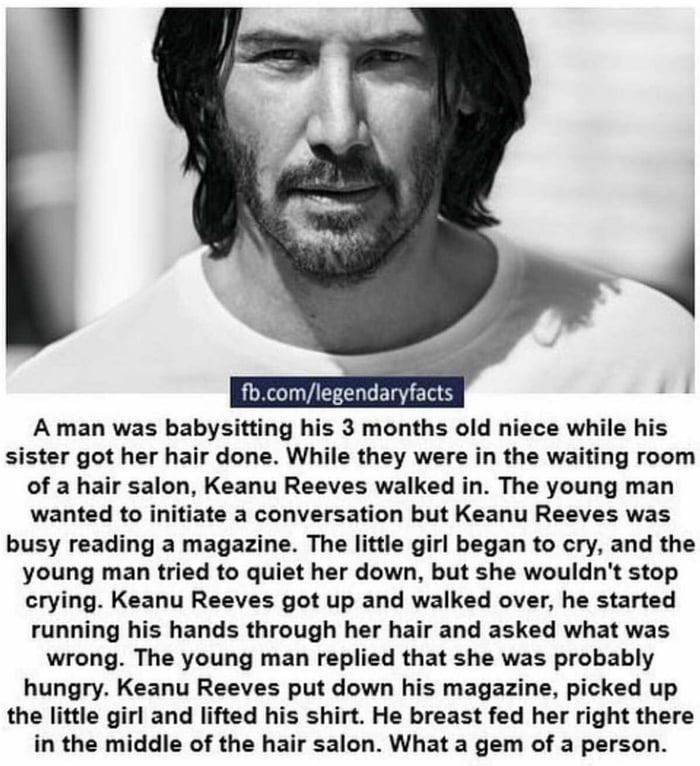 fb.com/legendaryfacts
A man was babysitting his 3 months old niece while his
sister got her hair done. While they were in the waiting room
of a hair salon, Keanu Reeves walked in. The young man
wanted to initiate a conversation but Keanu Reeves was
busy reading a magazine. The little girl began to cry, and the
young man tried to quiet her down, but she wouldn't stop
crying. Keanu Reeves got up and walked over, he started
running his hands through her hair and asked what was
wrong. The young man replied that she was probably
hungry. Keanu Reeves put down his magazine, picked up
the little girl and lifted his shirt. He breast fed her right there
in the middle of the hair salon. What a gem of a person.